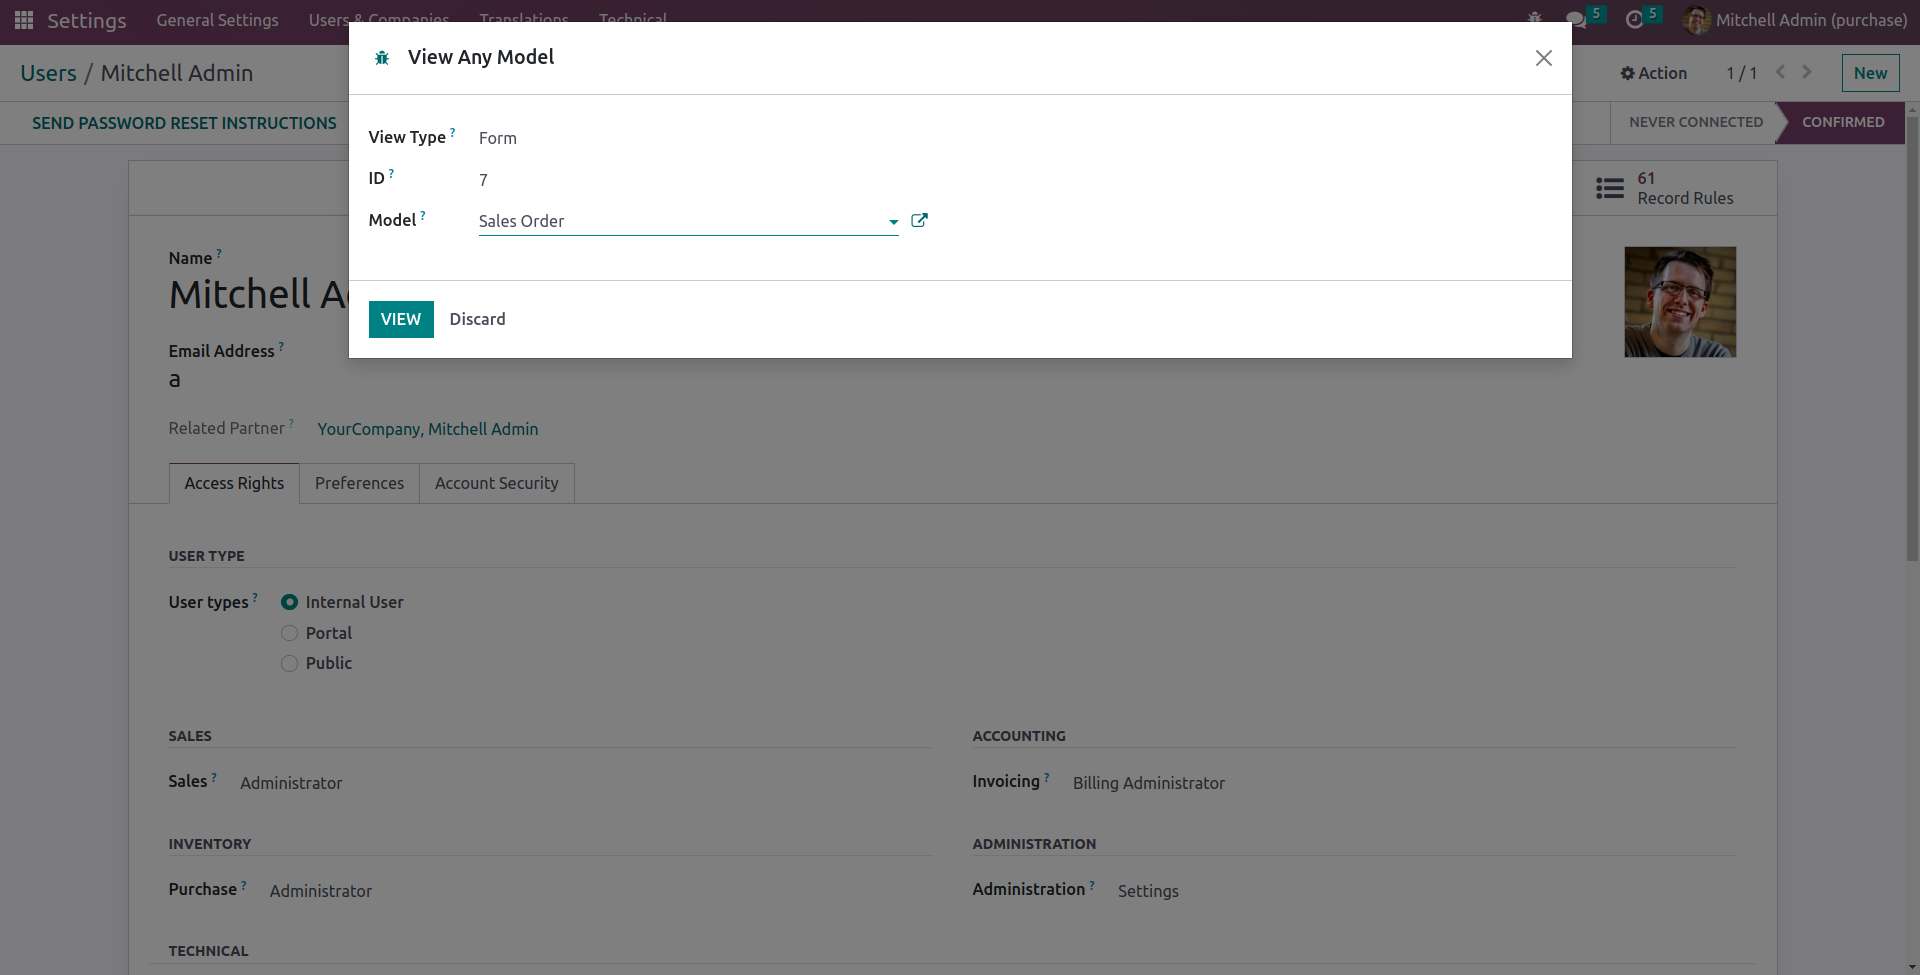 Settings General Settings Users & Companies Translations Technical 5 5 Mitchell Admin (purchase)
View Any Model
Users / Mitchell Admin Action 1 / 1 New
SEND PASSWORD RESET INSTRUCTIONS NEVER CONNECTED CONFIRMED
View Type ? Form
ID ? 7
Model ? Sales Order
VIEW Discard
61
Record Rules
Name ?
Mitchell A
Email Address ?
a
Related Partner ? YourCompany, Mitchell Admin
Access Rights Preferences Account Security
USER TYPE
User types ? Internal User
Portal
Public
SALES ACCOUNTING
Sales ? Administrator Invoicing ? Billing Administrator
INVENTORY ADMINISTRATION
Purchase ? Administrator Administration ? Settings
TECHNICAL